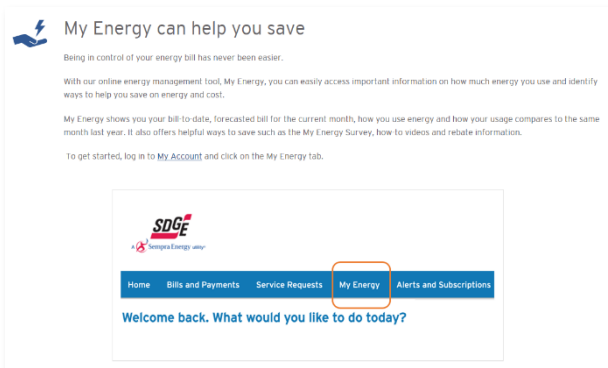 My Energy can help you save
Being in control of your energy bill has never been easier.
With our online energy management tool, My Energy, you can easily access important information on how much energy you use and identify
ways to help you save on energy and cost.
My Energy shows you your bill-to-date, forecasted bill for the current month, how you use energy and how your usage compares to the same
month last year. It also offers helpful ways to save such as the My Energy Survey, how to videos and rebate information.
To get started, log in to My Account and click on the My Energy tab.
SDGE
A Sempra Energy utility®
Home Bills and Payments Service Requests My Energy Alerts and Subscriptions
Welcome back. What would you like to do today?